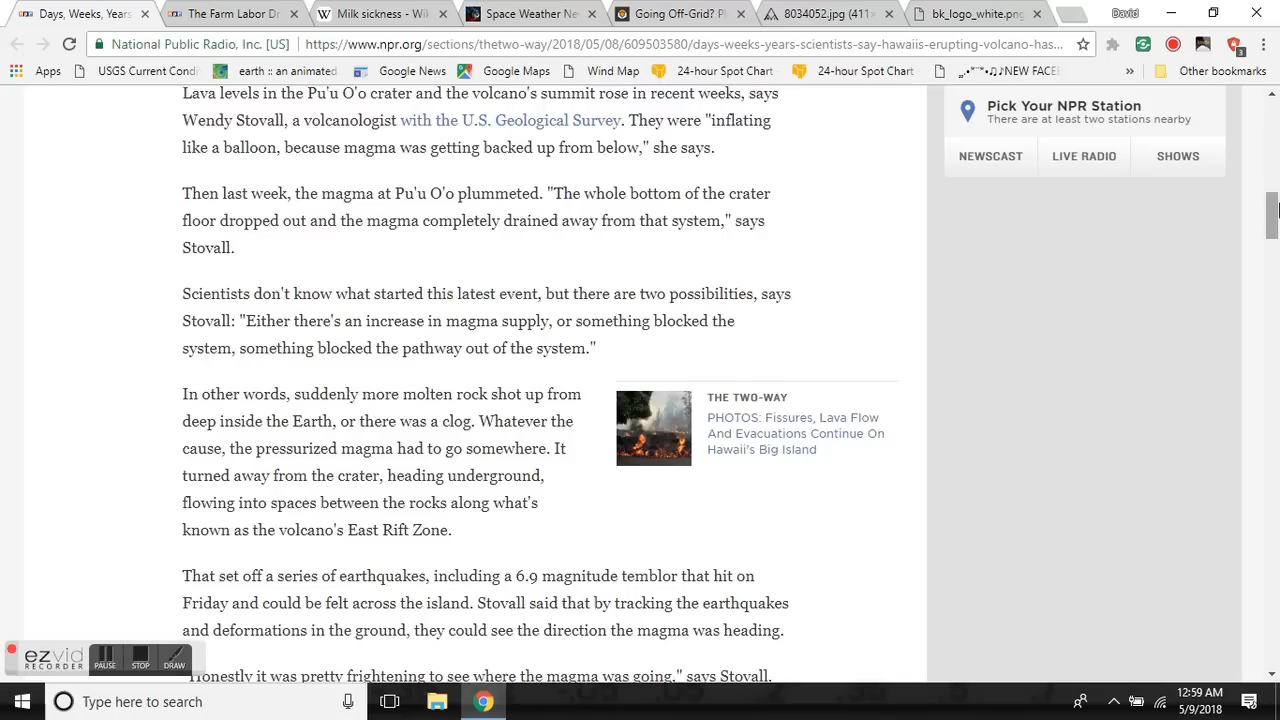 Days, Weeks, Years
The Farm Labor Dr
Milk sickness - Wik
Space Weather Ne
Going Off-Grid?
8034052.jpg (411×
bk_logo_white.png
David
National Public Radio, Inc. [US]
https://www.npr.org/sections/thetwo-way/2018/05/08/609503580/days-weeks-years-scientists-say-hawaiis-erupting-volcano-has...
3
Apps
USGS Current Condi
earth :: an animated
Google News
Google Maps
Wind Map
24-hour Spot Chart
24-hour Spot Chart
¸.•*¨*•♫♪NEW FACEI
»
Other bookmarks
Lava levels in the Pu'u O'o crater and the volcano's summit rose in recent weeks, says
Wendy Stovall, a volcanologist with the U.S. Geological Survey. They were "inflating
like a balloon, because magma was getting backed up from below," she says.
Then last week, the magma at Pu'u O'o plummeted. "The whole bottom of the crater
floor dropped out and the magma completely drained away from that system," says
Stovall.
Scientists don't know what started this latest event, but there are two possibilities, says
Stovall: "Either there's an increase in magma supply, or something blocked the
system, something blocked the pathway out of the system."
In other words, suddenly more molten rock shot up from
deep inside the Earth, or there was a clog. Whatever the
cause, the pressurized magma had to go somewhere. It
turned away from the crater, heading underground,
flowing into spaces between the rocks along what's
known as the volcano's East Rift Zone.
THE TWO-WAY
PHOTOS: Fissures, Lava Flow
And Evacuations Continue On
Hawaii's Big Island
That set off a series of earthquakes, including a 6.9 magnitude temblor that hit on
Friday and could be felt across the island. Stovall said that by tracking the earthquakes
and deformations in the ground, they could see the direction the magma was heading.
"Honestly it was pretty frightening to see where the magma was going," says Stovall.
Pick Your NPR Station
There are at least two stations nearby
NEWSCAST
LIVE RADIO
SHOWS
ezvid
RECORDER
PAUSE
STOP
DRAW
Type here to search
12:59 AM
5/9/2018